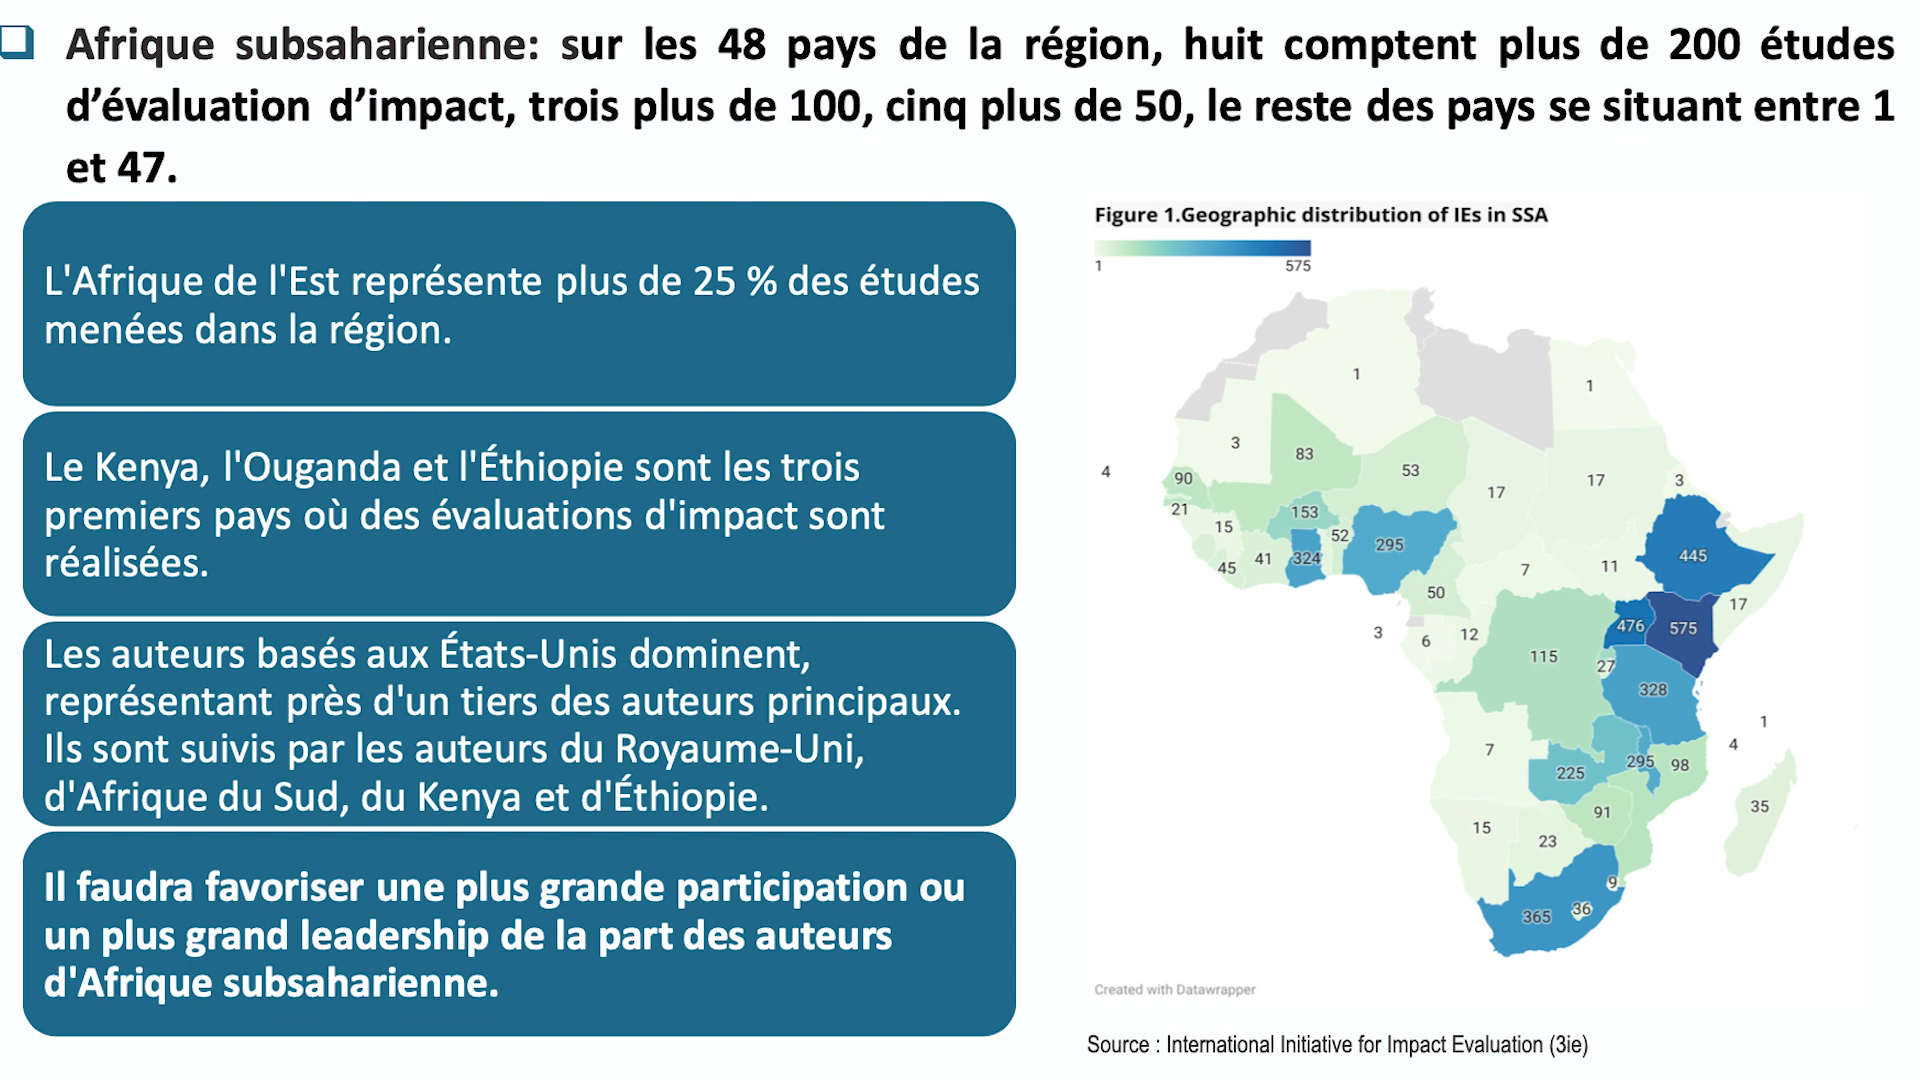 Afrique subsaharienne: sur les 48 pays de la région, huit comptent plus de 200 études
d’évaluation d’impact, trois plus de 100, cinq plus de 50, le reste des pays se situant entre 1
et 47.
L'Afrique de l'Est représente plus de 25 % des études
menées dans la région.
Le Kenya, l'Ouganda et l'Éthiopie sont les trois
premiers pays où des évaluations d'impact sont
réalisées.
Les auteurs basés aux États-Unis dominent,
représentant près d'un tiers des auteurs principaux.
Ils sont suivis par les auteurs du Royaume-Uni,
d'Afrique du Sud, du Kenya et d'Éthiopie.
Il faudra favoriser une plus grande participation ou
un plus grand leadership de la part des auteurs
d'Afrique subsaharienne.
Figure 1.Geographic distribution of IEs in SSA
1 575
1 1
3 83 53 17 17 3
4 90
21 15 153 52 295 445
45 41 324 50 7 11 17
3 6 12 476 575
115 27 328
1
7 4
225 295 98
91 35
15 23
9
365 36
Created with Datawrapper
Source : International Initiative for Impact Evaluation (3ie)